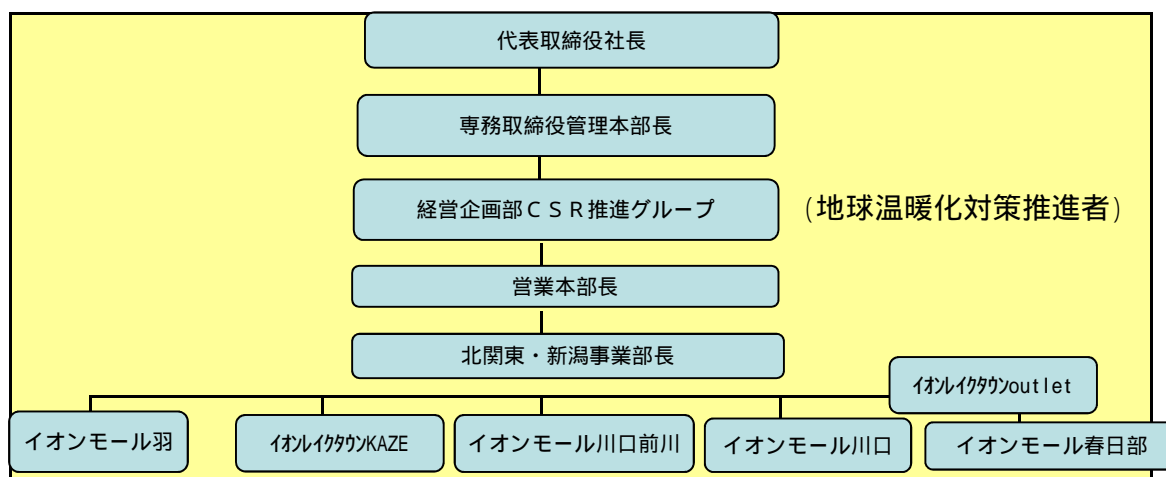 代表取締役社長
専務取締役管理本部長
経営企画部ＣＳＲ推進グループ
(地球温暖化対策推進者)
営業本部長
北関東・新潟事業部長
ｲｵﾝﾚｲｸﾀｳﾝoutlet
イオンモール羽
ｲｵﾝﾚｲｸﾀｳﾝKAZE
イオンモール川口前川
イオンモール川口
イオンモール春日部